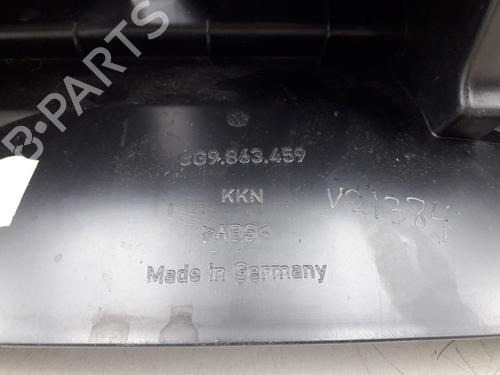 B-PARTS
3G9.863.459
KKN
V21384
>ABS<
Made in Germany